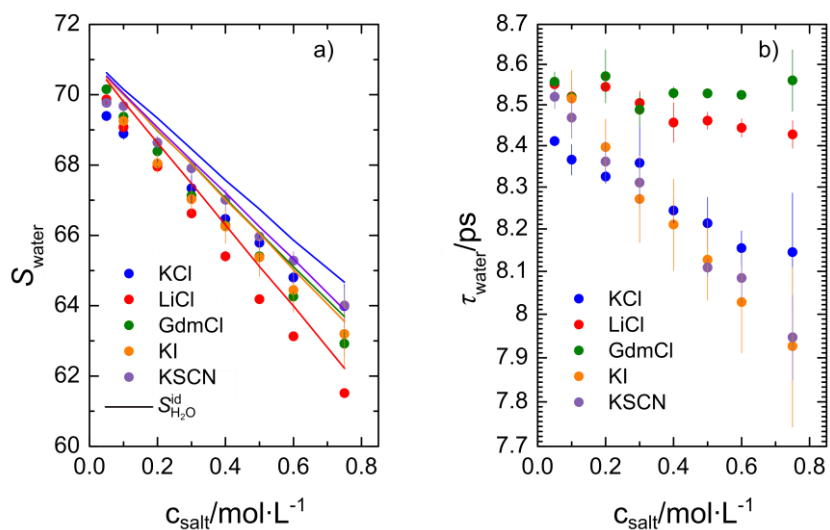 a)
S_water
72
70
68
66
64
62
60
KCl
LiCl
GdmCl
KI
KSCN
S^id_H₂O
0.0 0.2 0.4 0.6 0.8
c_salt/mol·L⁻¹
b)
τ_water/ps
8.7
8.6
8.5
8.4
8.3
8.2
8.1
8
7.9
7.8
7.7
KCl
LiCl
GdmCl
KI
KSCN
0.0 0.2 0.4 0.6 0.8
c_salt/mol·L⁻¹